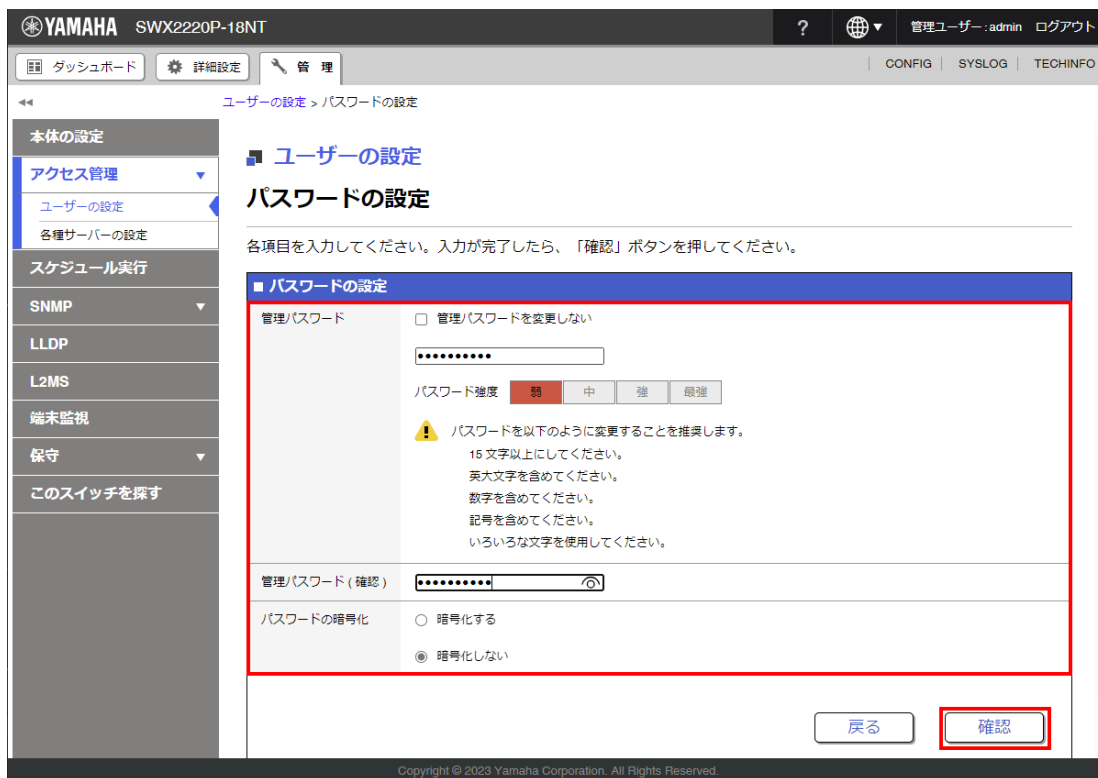 YAMAHA SWX2220P-18NT ? ▼ 管理ユーザー:admin ログアウト
ダッシュボード 詳細設定 管 理 CONFIG SYSLOG TECHINFO
ユーザーの設定 > パスワードの設定
本体の設定
アクセス管理 ▼
ユーザーの設定
各種サーバーの設定
スケジュール実行
SNMP ▼
LLDP
L2MS
端末監視
保守 ▼
このスイッチを探す
ユーザーの設定
パスワードの設定
各項目を入力してください。入力が完了したら、「確認」ボタンを押してください。
■ パスワードの設定
管理パスワード 管理パスワードを変更しない
••••••••••
パスワード強度 弱 中 強 最強
パスワードを以下のように変更することを推奨します。
15 文字以上にしてください。
英大文字を含めてください。
数字を含めてください。
記号を含めてください。
いろいろな文字を使用してください。
管理パスワード ( 確認 ) ••••••••••
パスワードの暗号化 暗号化する
暗号化しない
戻る 確認
Copyright © 2023 Yamaha Corporation. All Rights Reserved.